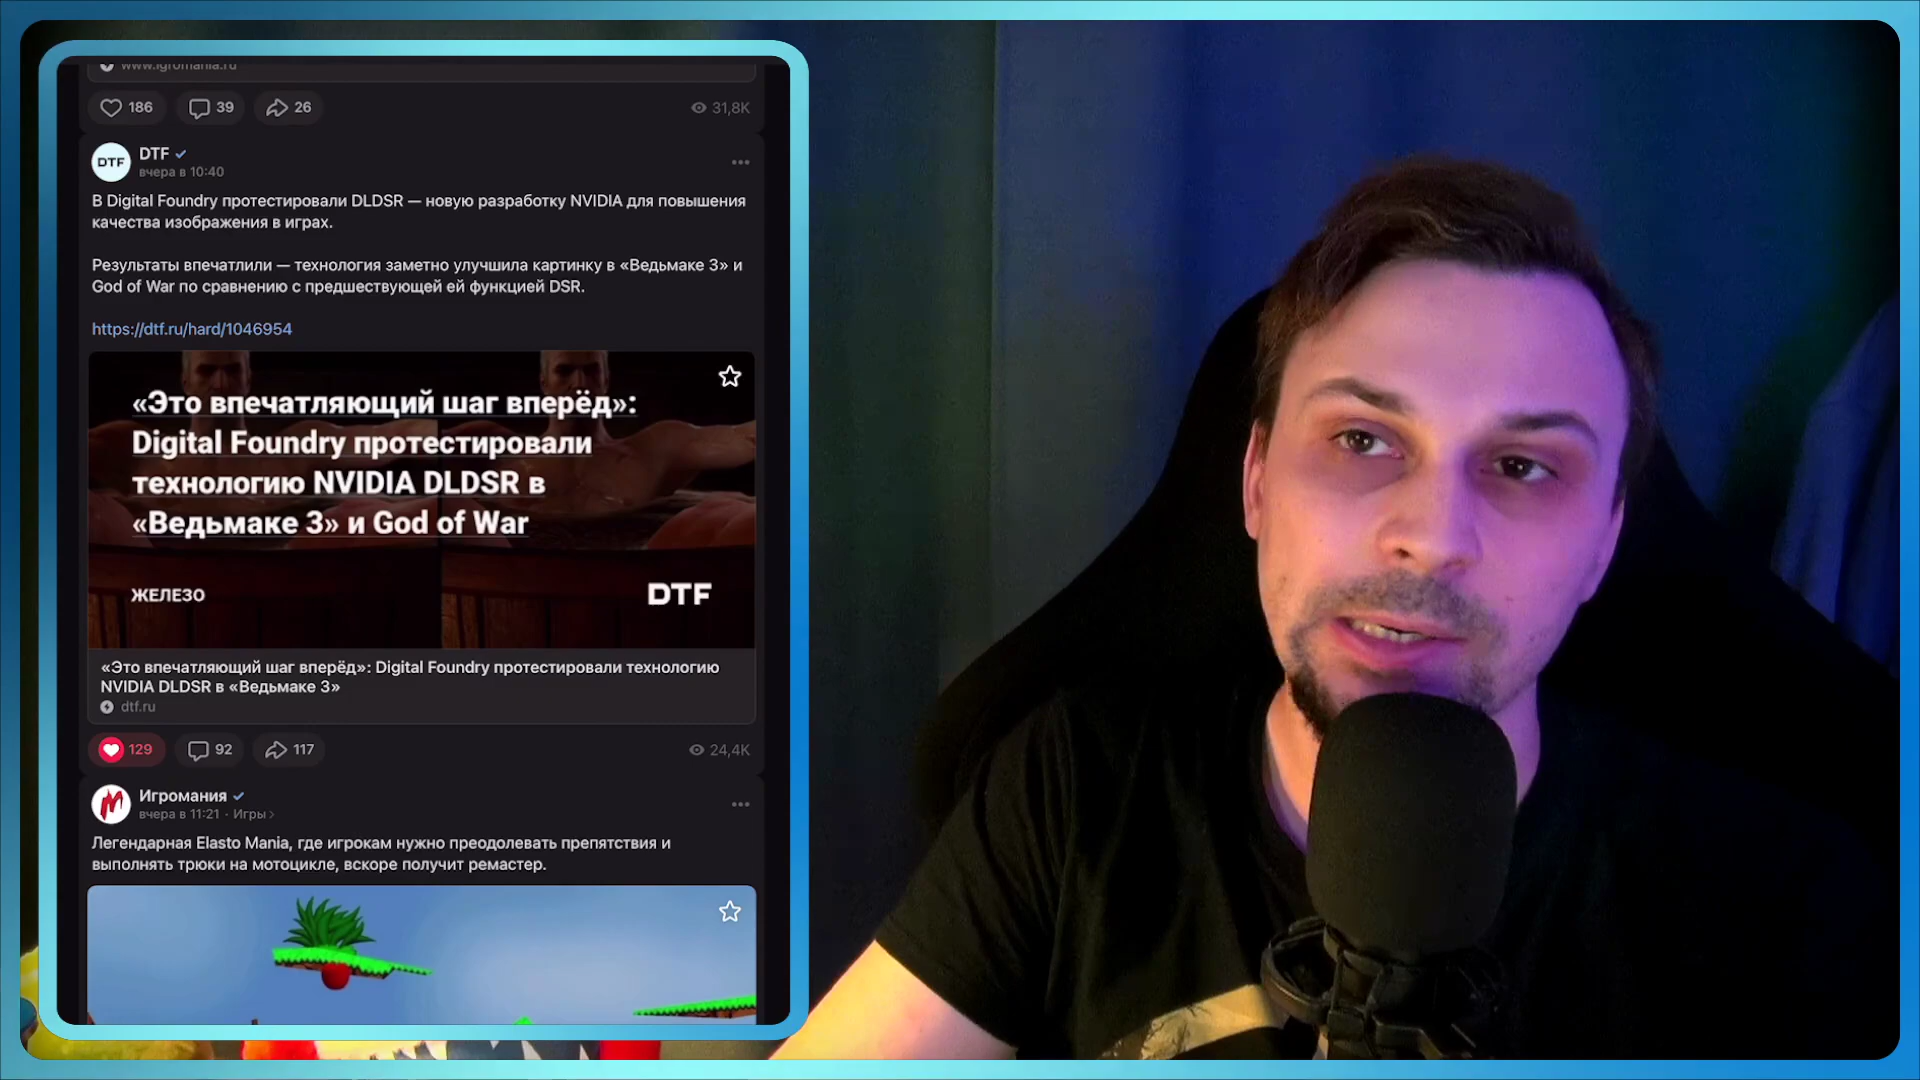 www.igromania.ru
186 39 26 31,8K
DTF
DTF
вчера в 10:40
В Digital Foundry протестировали DLDSR — новую разработку NVIDIA для повышения
качества изображения в играх.
Результаты впечатлили — технология заметно улучшила картинку в «Ведьмаке 3» и
God of War по сравнению с предшествующей ей функцией DSR.
https://dtf.ru/hard/1046954
«Это впечатляющий шаг вперёд»:
Digital Foundry протестировали
технологию NVIDIA DLDSR в
«Ведьмаке 3» и God of War
ЖЕЛЕЗО
DTF
«Это впечатляющий шаг вперёд»: Digital Foundry протестировали технологию
NVIDIA DLDSR в «Ведьмаке 3»
dtf.ru
129 92 117 24,4K
Игромания
вчера в 11:21 · Игры
Легендарная Elasto Mania, где игрокам нужно преодолевать препятствия и
выполнять трюки на мотоцикле, вскоре получит ремастер.